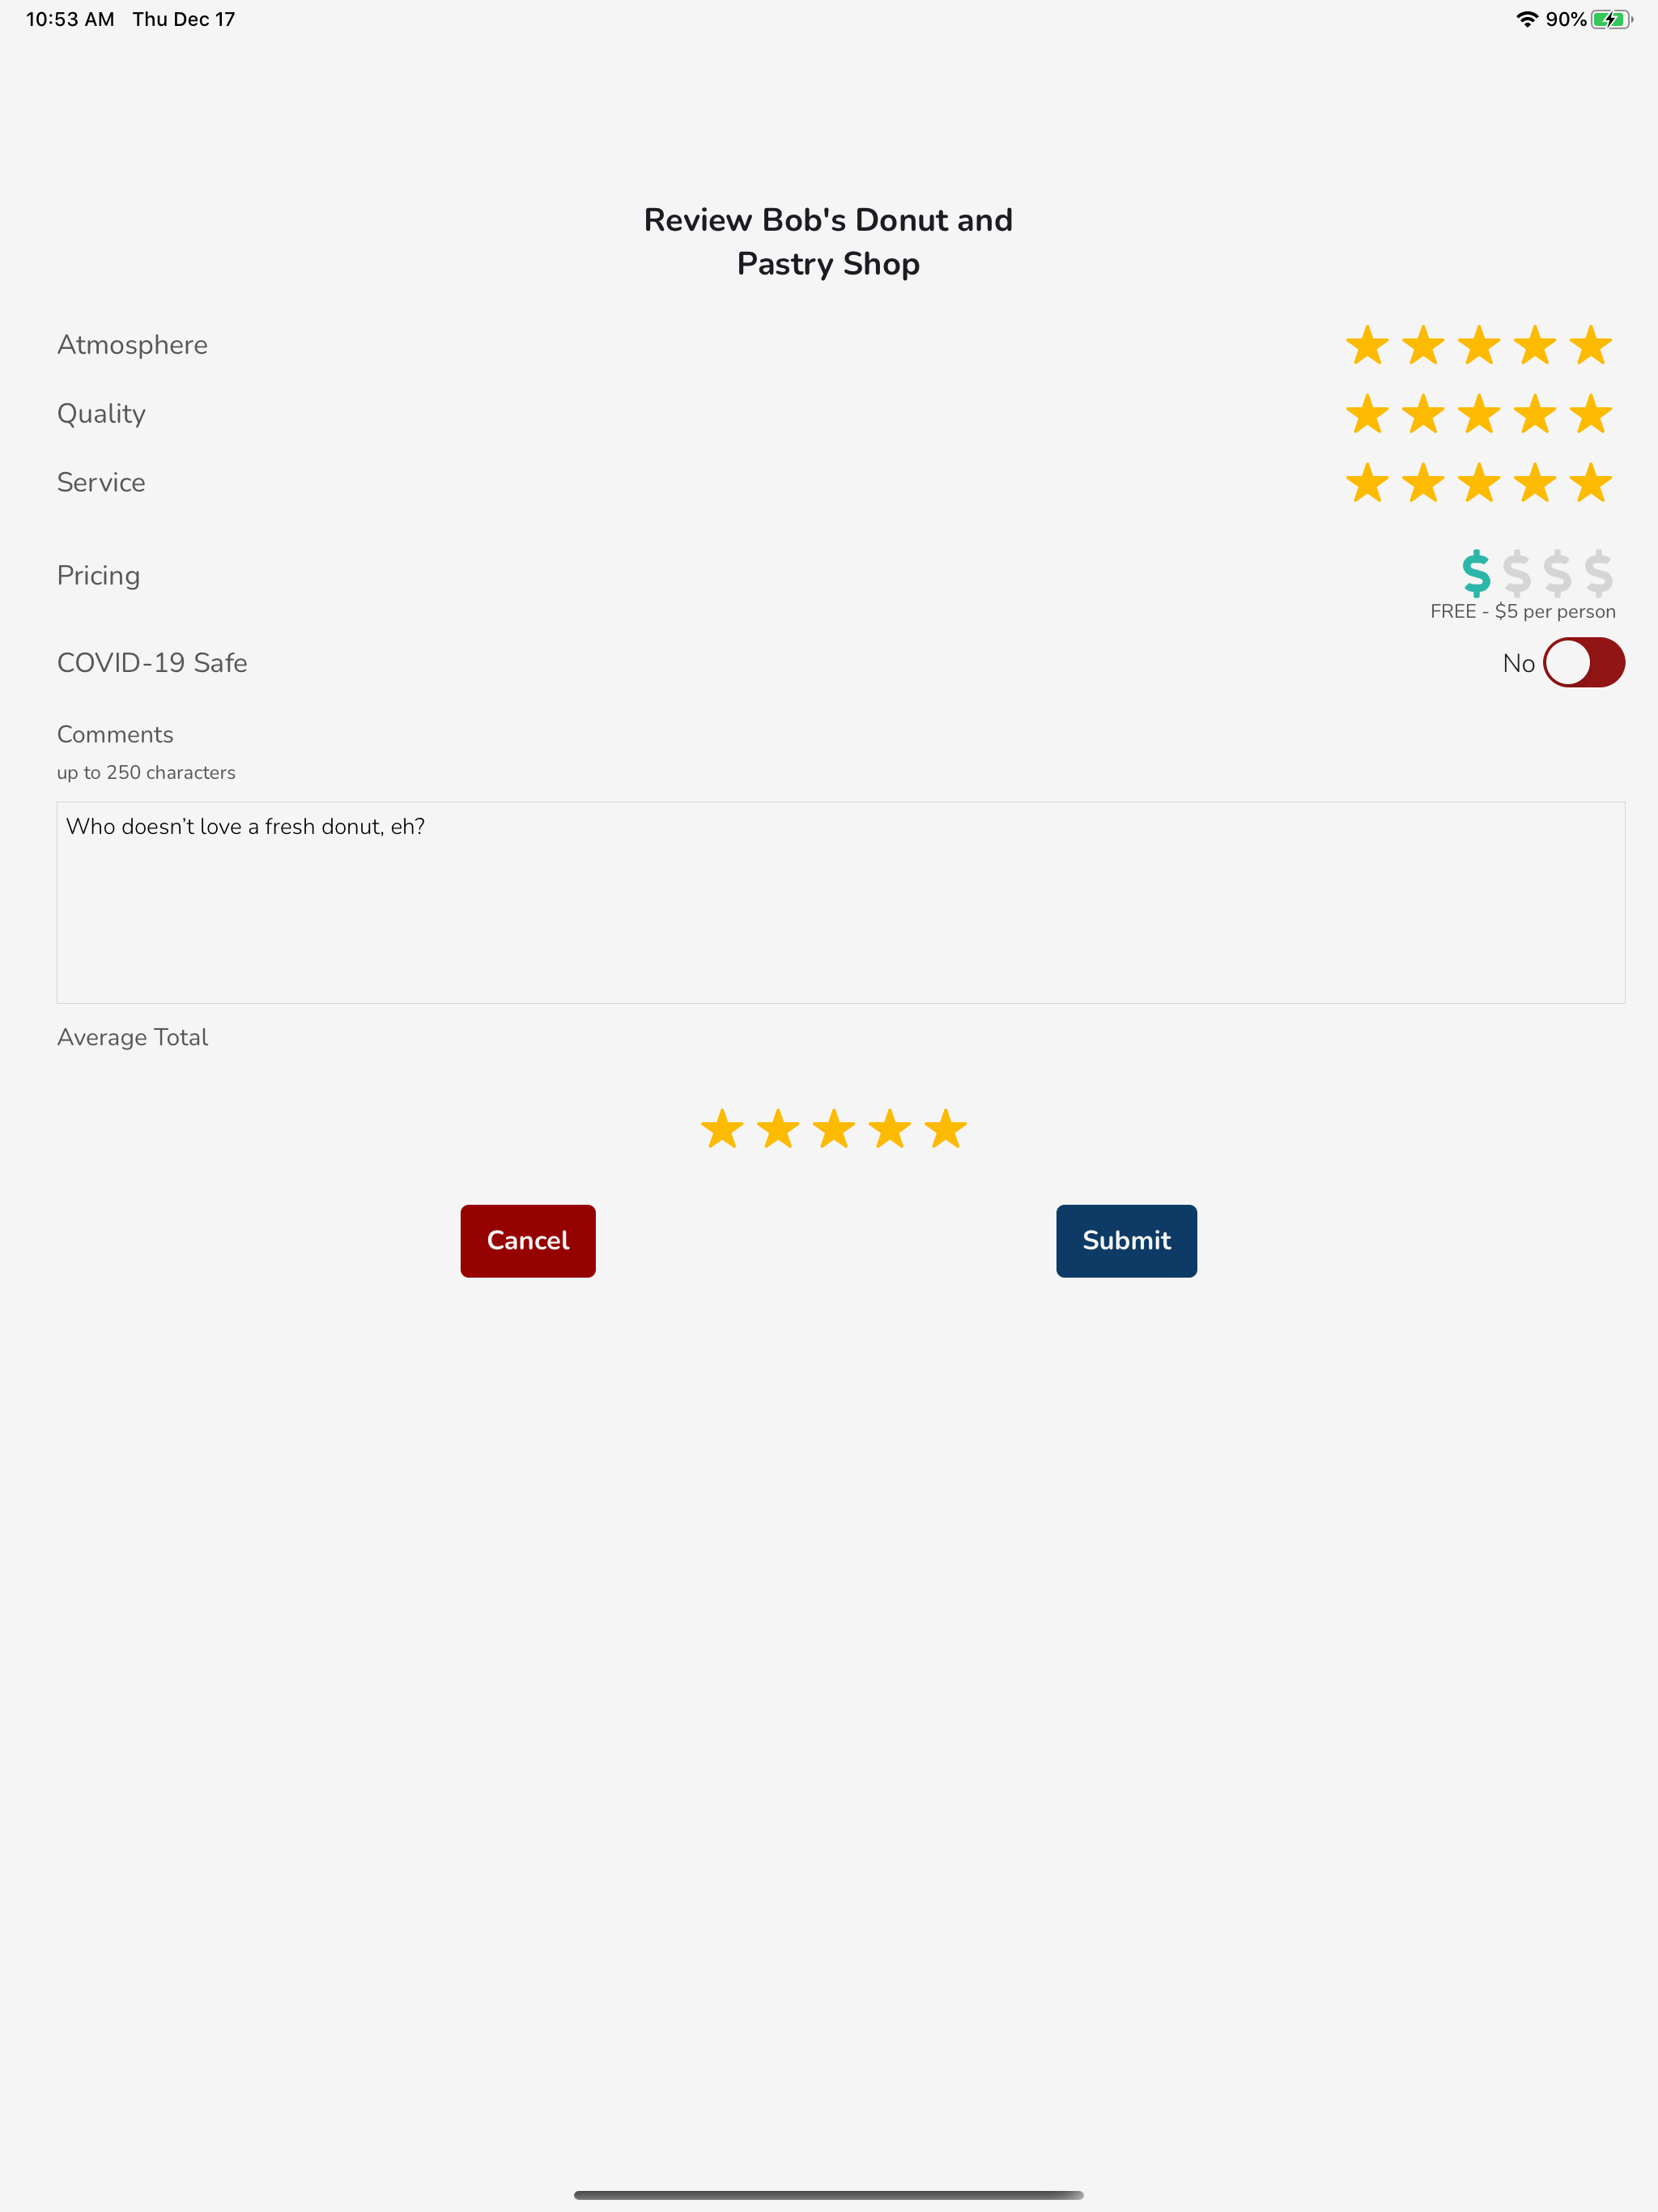 10:53 AM Thu Dec 17 90%
Review Bob's Donut and
Pastry Shop
Atmosphere
Quality
Service
Pricing $ $ $ $
FREE - $5 per person
COVID-19 Safe No
Comments
up to 250 characters
Who doesn’t love a fresh donut, eh?
Average Total
Cancel Submit